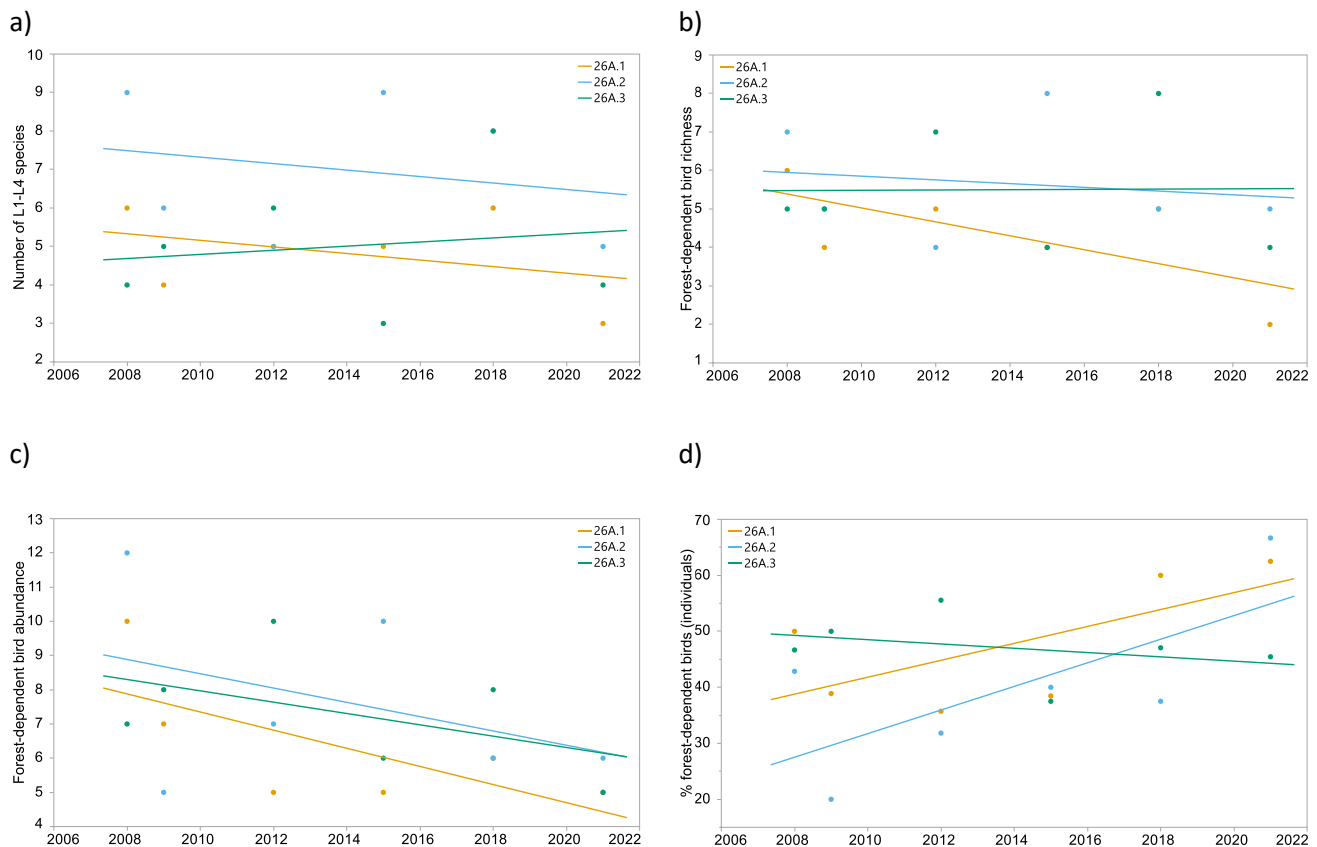 a)
Number of L1-L4 species
10
9
8
7
6
5
4
3
2
26A.1
26A.2
26A.3
2006 2008 2010 2012 2014 2016 2018 2020 2022
b)
Forest-dependent bird richness
9
8
7
6
5
4
3
2
1
26A.1
26A.2
26A.3
2006 2008 2010 2012 2014 2016 2018 2020 2022
c)
Forest-dependent bird abundance
13
12
11
10
9
8
7
6
5
4
26A.1
26A.2
26A.3
2006 2008 2010 2012 2014 2016 2018 2020 2022
d)
% forest-dependent birds (individuals)
70
60
50
40
30
20
26A.1
26A.2
26A.3
2006 2008 2010 2012 2014 2016 2018 2020 2022